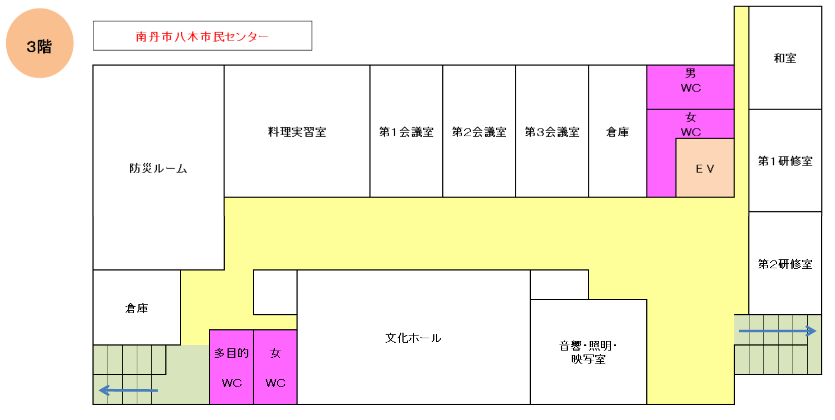 3階
南丹市八木市民センター
和室
男
WC
料理実習室
第1会議室
第2会議室
第3会議室
倉庫
女
WC
防災ルーム
EV
第1研修室
第2研修室
倉庫
文化ホール
音響・照明・
映写室
多目的
WC
女
WC